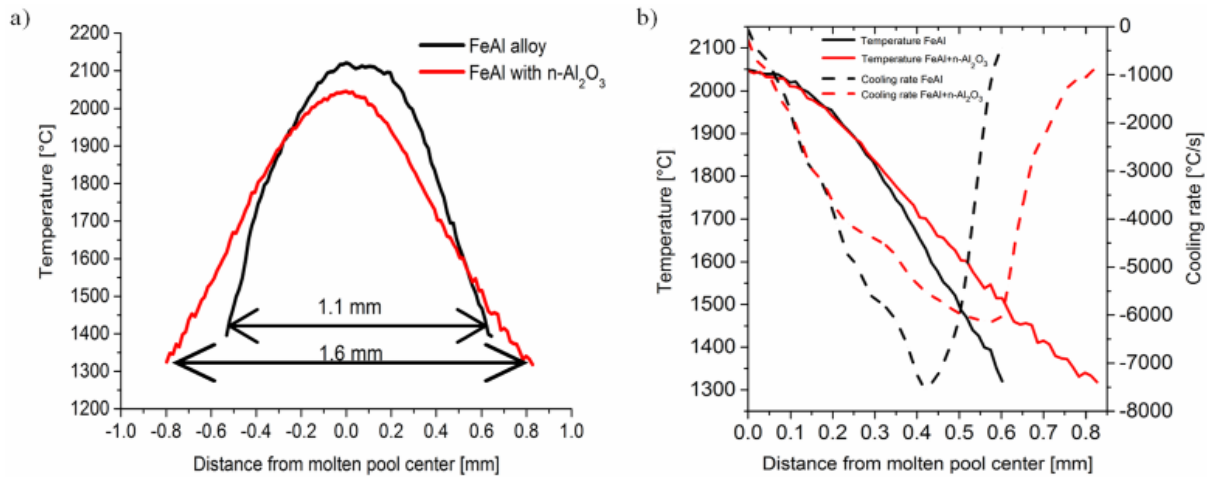 a)
2200
2100
2000
1900
1800
1700
1600
1500
1400
1300
1200
Temperature [°C]
FeAl alloy
FeAl with n-Al₂O₃
1.1 mm
1.6 mm
-1.0 -0.8 -0.6 -0.4 -0.2 0.0 0.2 0.4 0.6 0.8 1.0
Distance from molten pool center [mm]
b)
2100
2000
1900
1800
1700
1600
1500
1400
1300
Temperature [°C]
Temperature FeAl
Temperature FeAl+n-Al₂O₃
Cooling rate FeAl
Cooling rate FeAl+n-Al₂O₃
0
-1000
-2000
-3000
-4000
-5000
-6000
-7000
-8000
Cooling rate [°C/s]
0.0 0.1 0.2 0.3 0.4 0.5 0.6 0.7 0.8
Distance from molten pool center [mm]